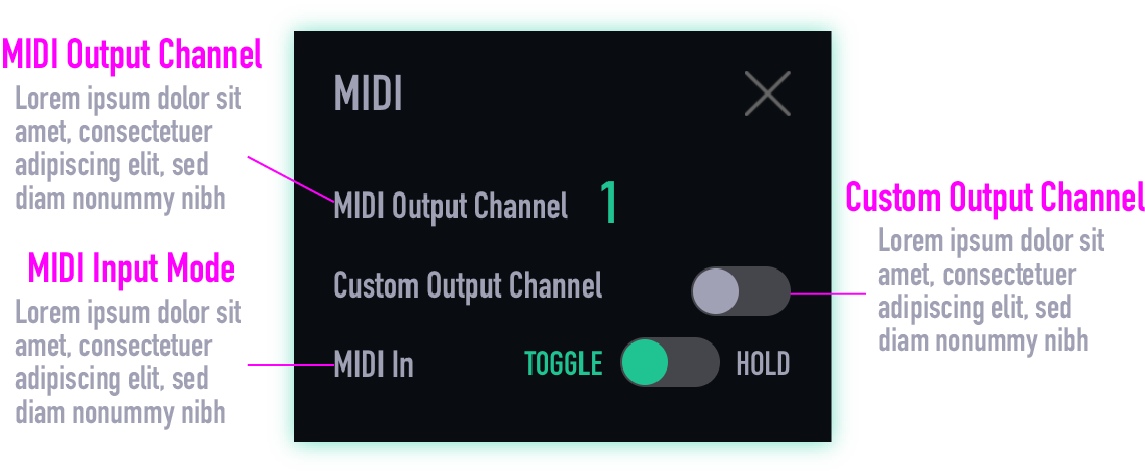 MIDI Output Channel
Lorem ipsum dolor sit
amet, consectetuer
adipiscing elit, sed
diam nonummy nibh
MIDI Input Mode
Lorem ipsum dolor sit
amet, consectetuer
adipiscing elit, sed
diam nonummy nibh
MIDI
MIDI Output Channel 1
Custom Output Channel
MIDI In TOGGLE HOLD
Custom Output Channel
Lorem ipsum dolor sit
amet, consectetuer
adipiscing elit, sed
diam nonummy nibh